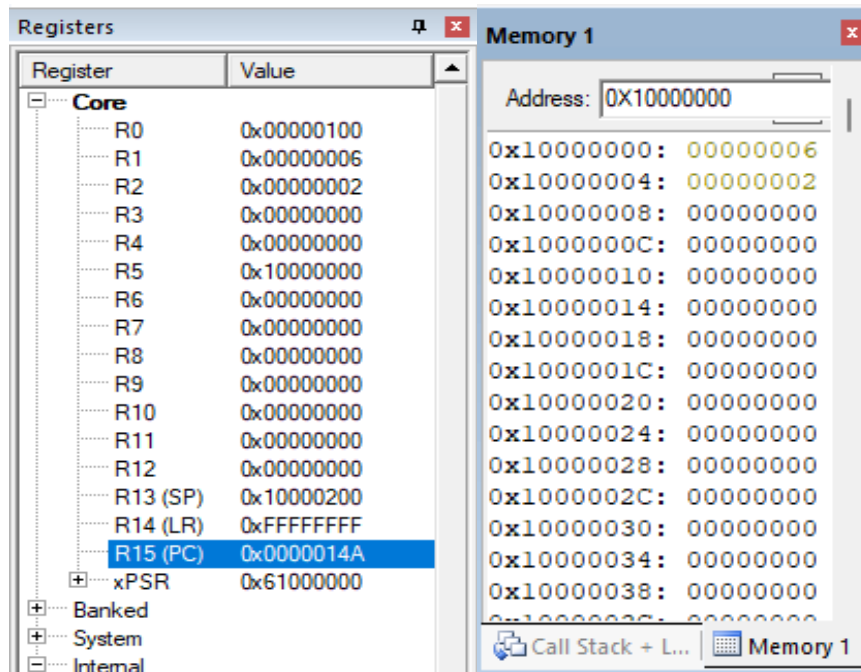 Registers
Register Value
Core
R0 0x00000100
R1 0x00000006
R2 0x00000002
R3 0x00000000
R4 0x00000000
R5 0x10000000
R6 0x00000000
R7 0x00000000
R8 0x00000000
R9 0x00000000
R10 0x00000000
R11 0x00000000
R12 0x00000000
R13 (SP) 0x10000200
R14 (LR) 0xFFFFFFFF
R15 (PC) 0x0000014A
xPSR 0x61000000
Banked
System
Internal
Memory 1
Address: 0X10000000
0x10000000: 00000006
0x10000004: 00000002
0x10000008: 00000000
0x1000000C: 00000000
0x10000010: 00000000
0x10000014: 00000000
0x10000018: 00000000
0x1000001C: 00000000
0x10000020: 00000000
0x10000024: 00000000
0x10000028: 00000000
0x1000002C: 00000000
0x10000030: 00000000
0x10000034: 00000000
0x10000038: 00000000
Call Stack + L... Memory 1